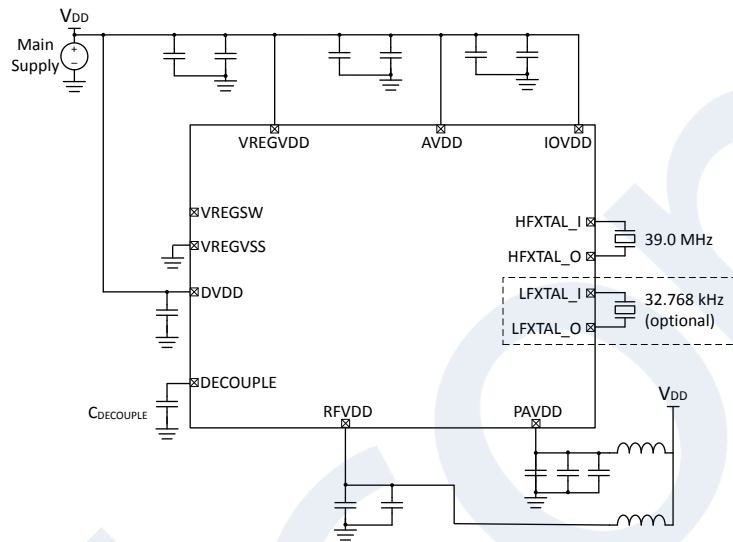 VDD
Main
Supply
+
−
VREGVDD
AVDD
IOVDD
VREGSW
HFXTAL_I
39.0 MHz
VREGVSS
HFXTAL_O
DVDD
LFXTAL_I
32.768 kHz
(optional)
LFXTAL_O
DECOUPLE
CDECOUPLE
RFVDD
PAVDD
VDD